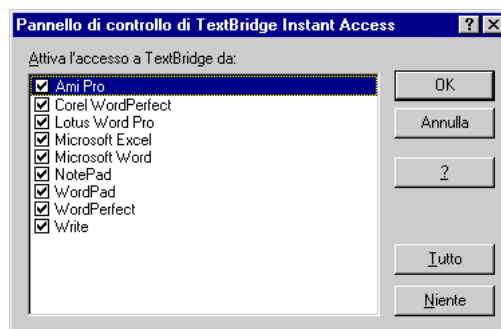 Pannello di controllo di TextBridge Instant Access
Attiva l'accesso a TextBridge da:
Ami Pro
Corel WordPerfect
Lotus Word Pro
Microsoft Excel
Microsoft Word
NotePad
WordPad
WordPerfect
Write
OK
Annulla
?
Tutto
Niente